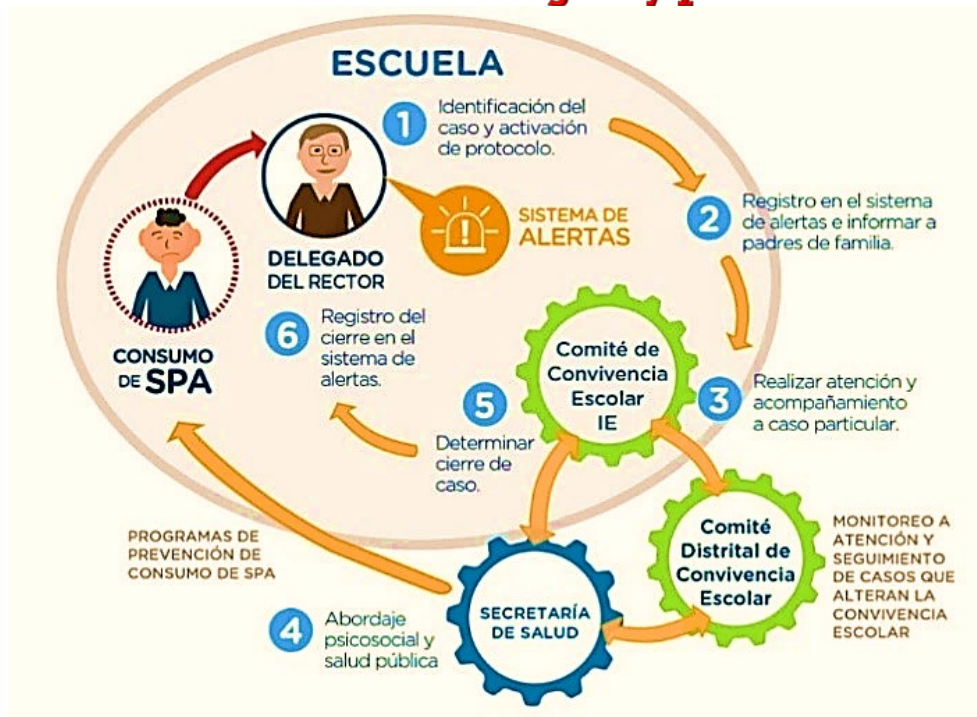 ESCUELA
1
Identificación del
caso y activación
de protocolo.
2
Registro en el sistema
de alertas e informar a
padres de familia.
SISTEMA DE
ALERTAS
DELEGADO
DEL RECTOR
CONSUMO
DE SPA
6
Registro del
cierre en el
sistema de
alertas.
Comité de
Convivencia
Escolar
IE
3
Realizar atención y
acompañamiento
a caso particular.
5
Determinar
cierre de
caso.
PROGRAMAS DE
PREVENCIÓN DE
CONSUMO DE SPA
Comité
Distrital de
Convivencia
Escolar
MONITOREO A
ATENCIÓN Y
SEGUIMIENTO
DE CASOS QUE
ALTERAN LA
CONVIVENCIA
ESCOLAR
SECRETARÍA
DE SALUD
4
Abordaje
psicosocial y
salud pública